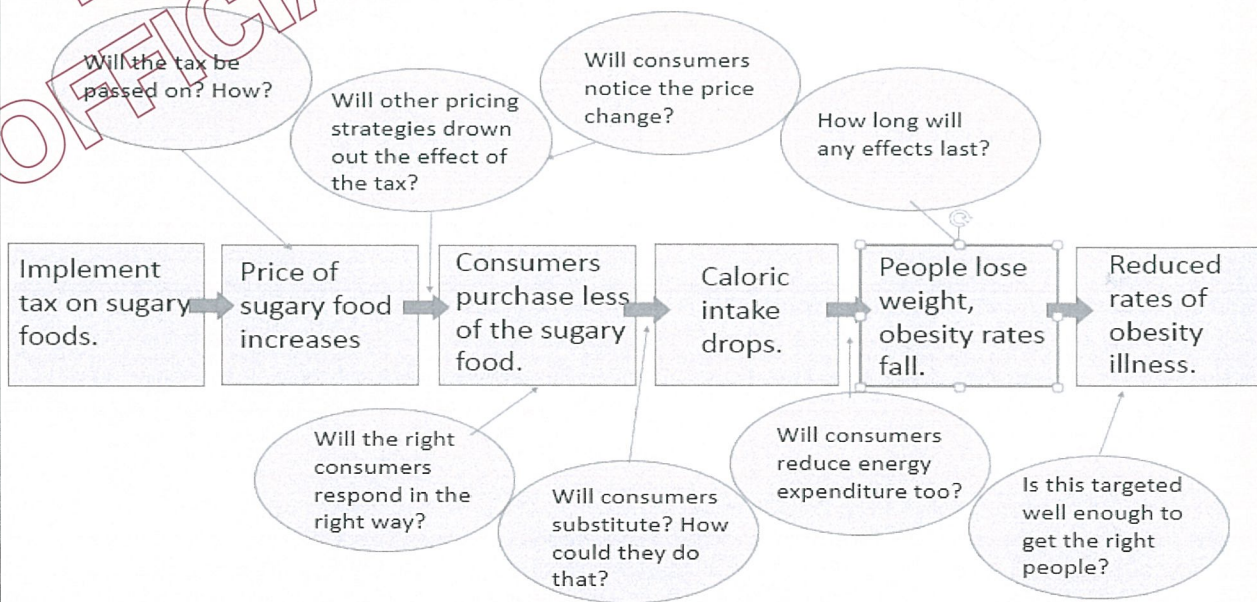 OFFICIA
Will the tax be
passed on? How?
Will other pricing
strategies drown
out the effect of
the tax?
Will consumers
notice the price
change?
How long will
any effects last?
Implement
tax on sugary
foods.
Price of
sugary food
increases
Consumers
purchase less
of the sugary
food.
Caloric
intake
drops.
People lose
weight,
obesity rates
fall.
Reduced
rates of
obesity
illness.
Will the right
consumers
respond in the
right way?
Will consumers
substitute? How
could they do
that?
Will consumers
reduce energy
expenditure too?
Is this targeted
well enough to
get the right
people?